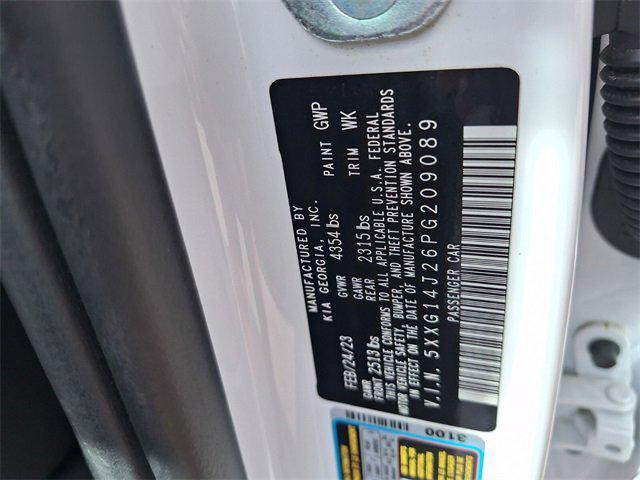 MANUFACTURED BY
KIA GEORGIA, INC.
FEB/24/23 GVWR 4354 lbs PAINT GWP
GAWR FRONT 2513 lbs GAWR REAR 2315 lbs TRIM WK
THIS VEHICLE CONFORMS TO ALL APPLICABLE U.S.A. FEDERAL
MOTOR VEHICLE SAFETY, BUMPER, AND THEFT PREVENTION STANDARDS
IN EFFECT ON THE DATE OF MANUFACTURE SHOWN ABOVE.
V.I.N. 5XXG14J26PG209089
PASSENGER CAR
3100